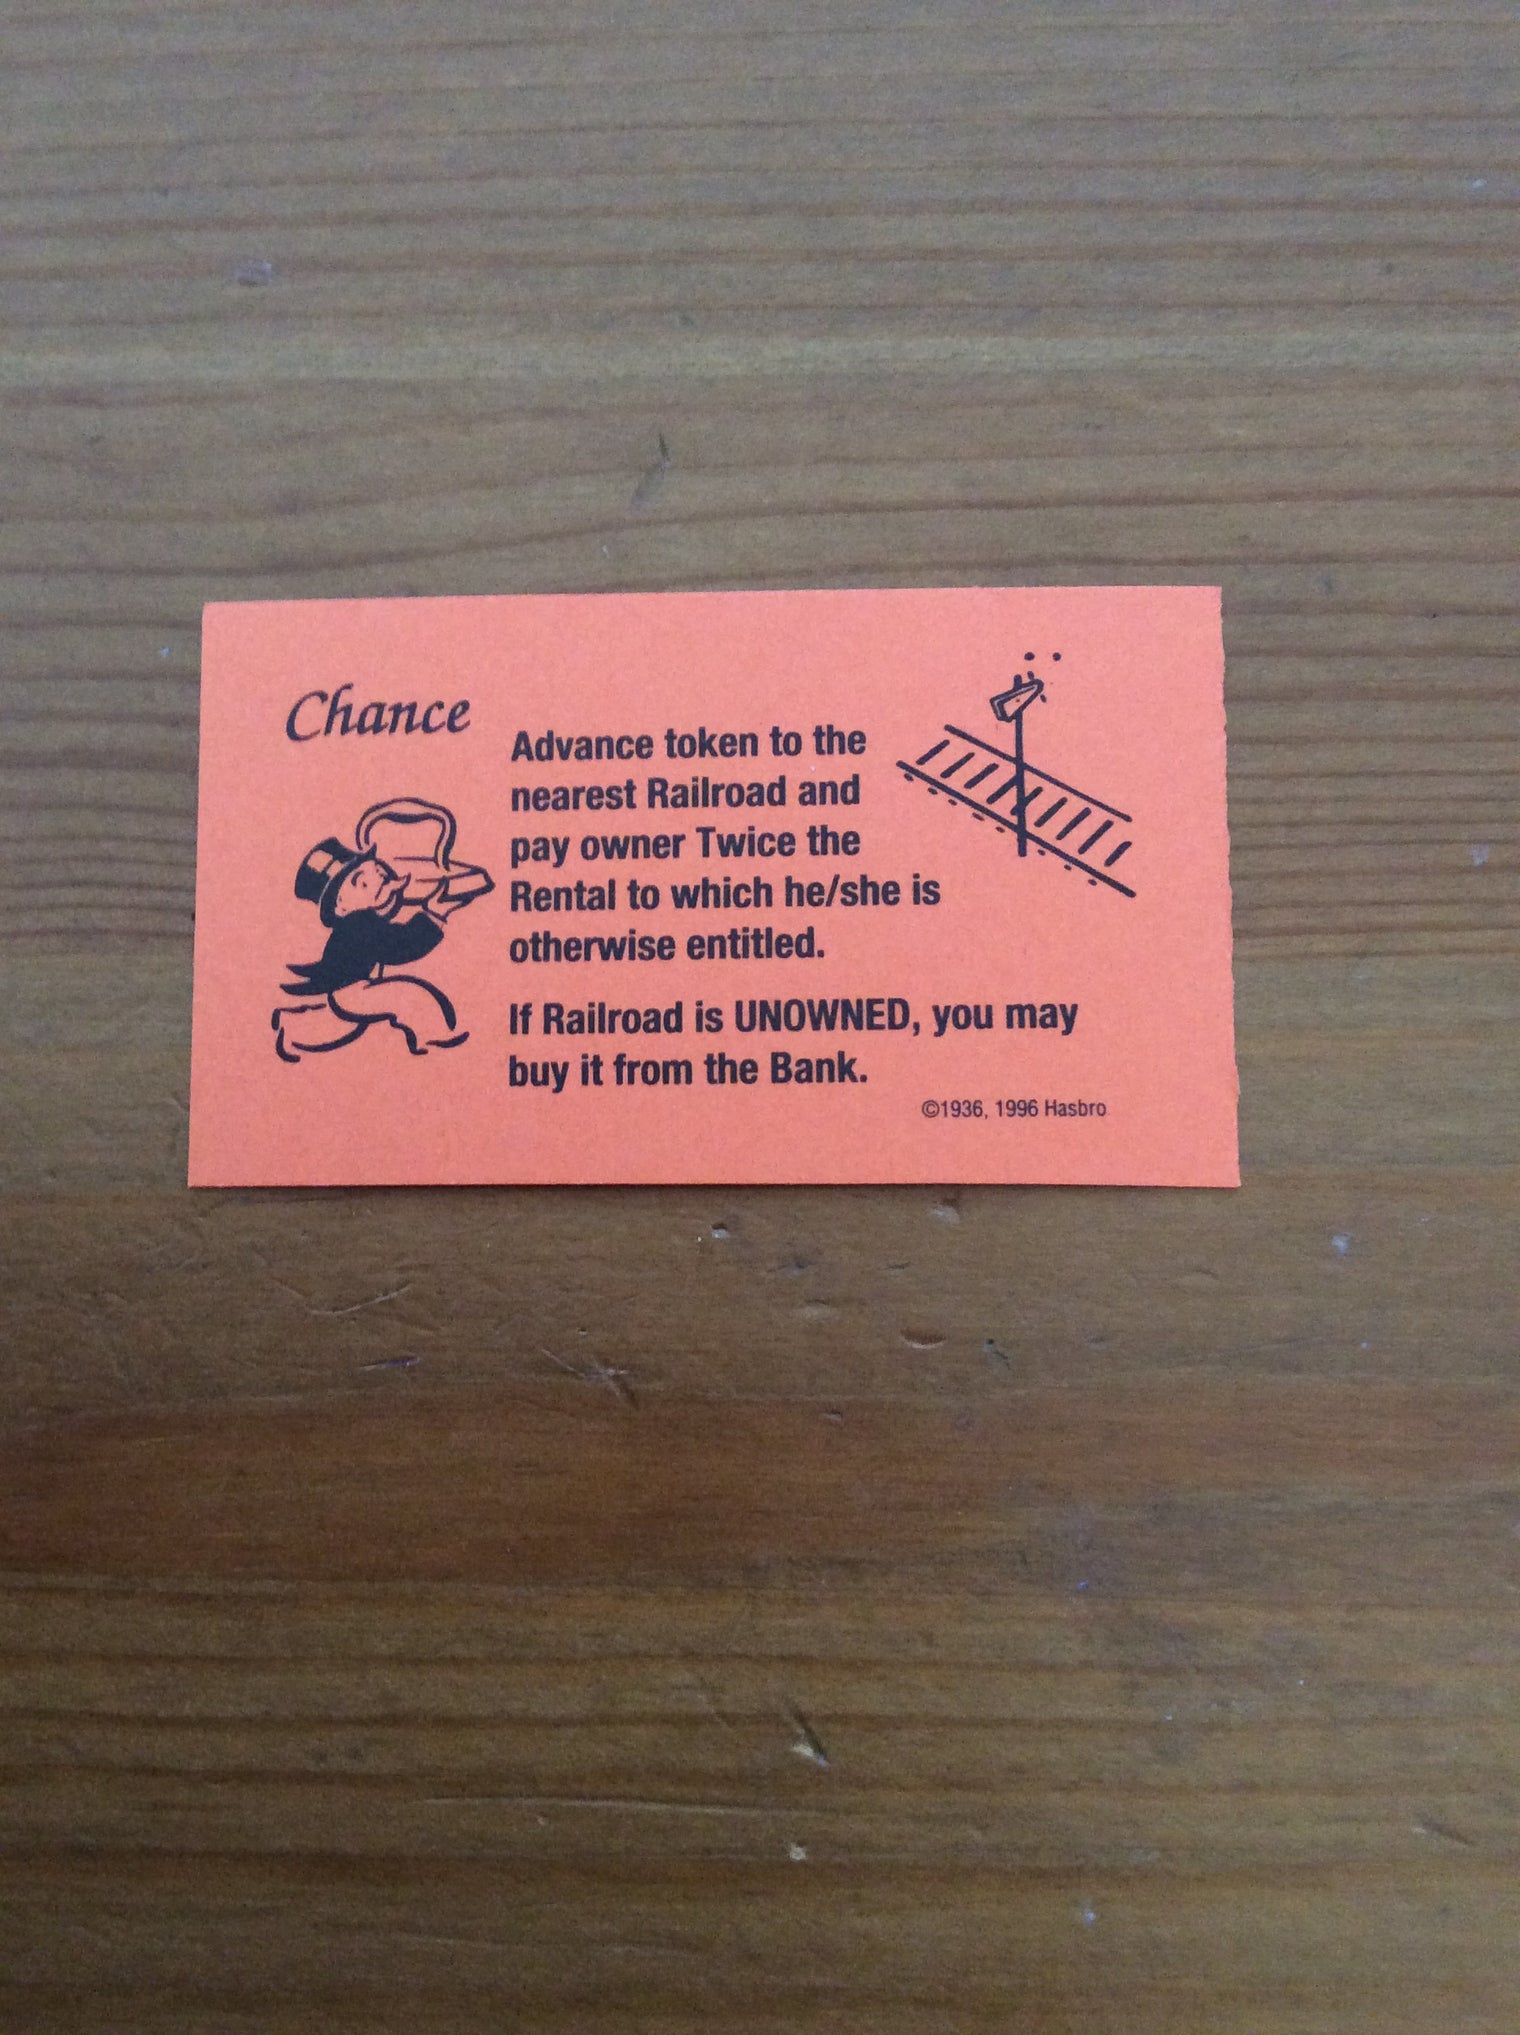 Chance
Advance token to the
nearest Railroad and
pay owner Twice the
Rental to which he/she is
otherwise entitled.
If Railroad is UNOWNED, you may
buy it from the Bank.
©1936, 1996 Hasbro